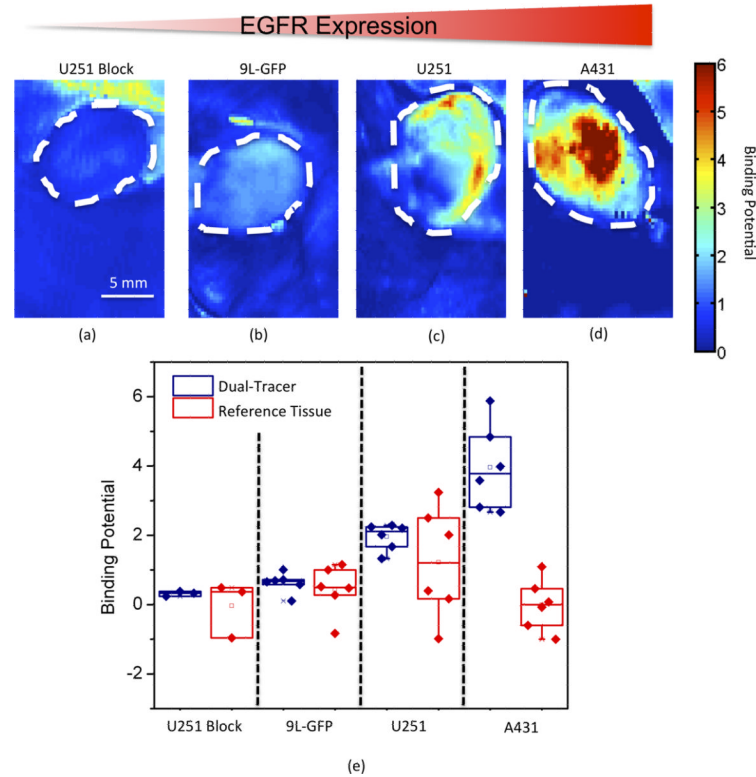 EGFR Expression
U251 Block
9L-GFP
U251
A431
6
5
4
3
2
1
0
Binding Potential
5 mm
(a)
(b)
(c)
(d)
Dual-Tracer
Reference Tissue
Binding Potential
6
4
2
0
-2
U251 Block
9L-GFP
U251
A431
(e)